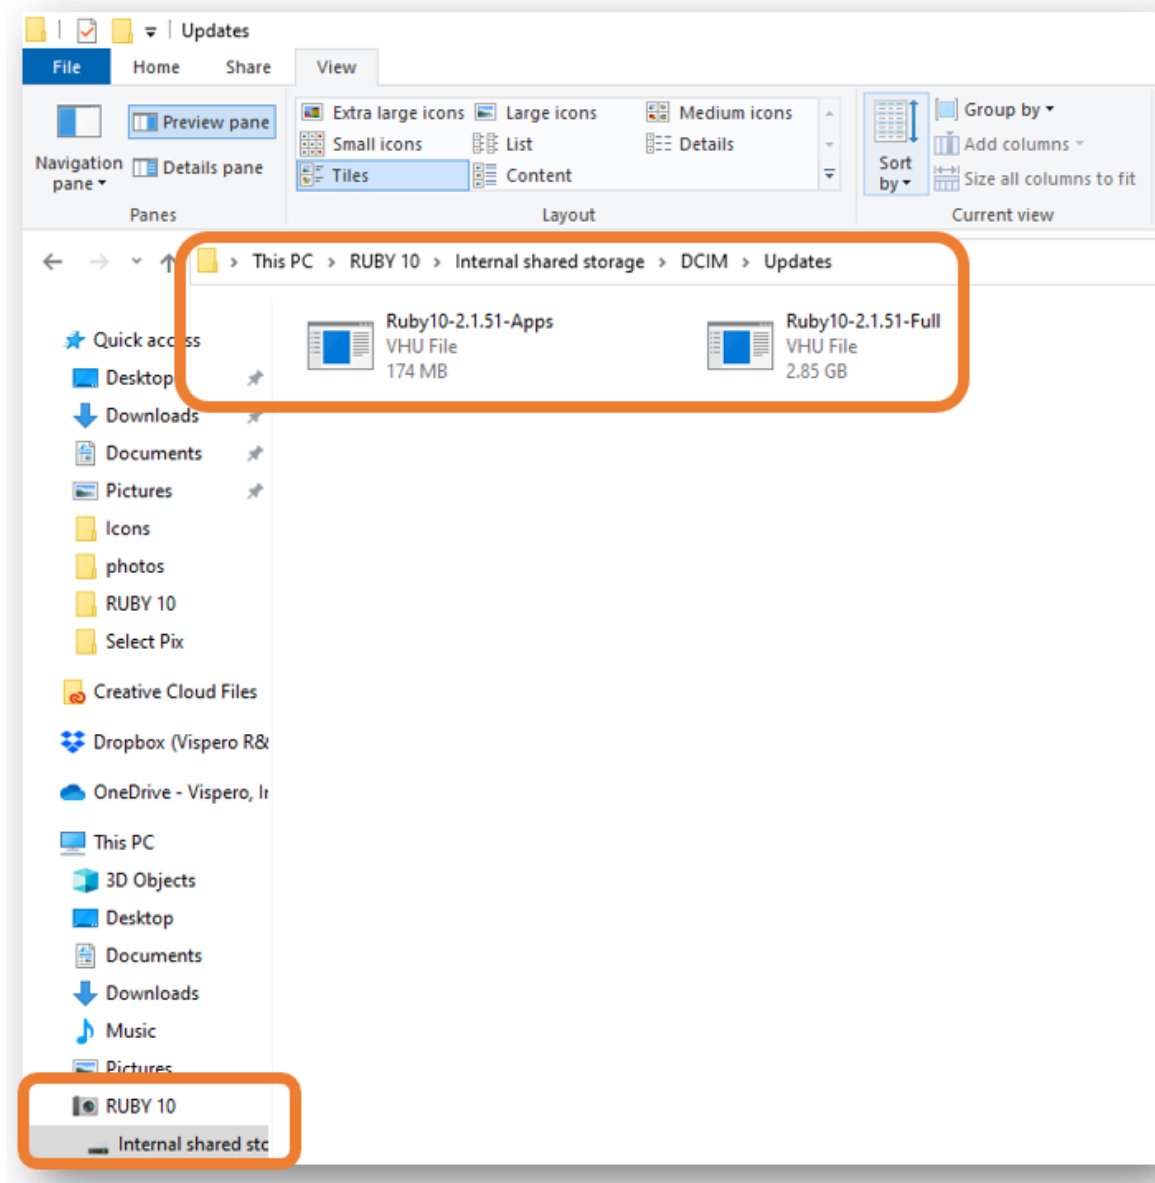 Updates
File Home Share View
Preview pane
Details pane
Navigation
pane
Panes
Extra large icons Large icons Medium icons
Small icons List Details
Tiles Content
Layout
Sort
by
Group by
Add columns
Size all columns to fit
Current view
This PC > RUBY 10 > Internal shared storage > DCIM > Updates
Ruby10-2.1.51-Apps
VHU File
174 MB
Ruby10-2.1.51-Full
VHU File
2.85 GB
Quick access
Desktop
Downloads
Documents
Pictures
Icons
photos
RUBY 10
Select Pix
Creative Cloud Files
Dropbox (Vispero R&
OneDrive - Vispero, Ir
This PC
3D Objects
Desktop
Documents
Downloads
Music
Pictures
RUBY 10
Internal shared stc